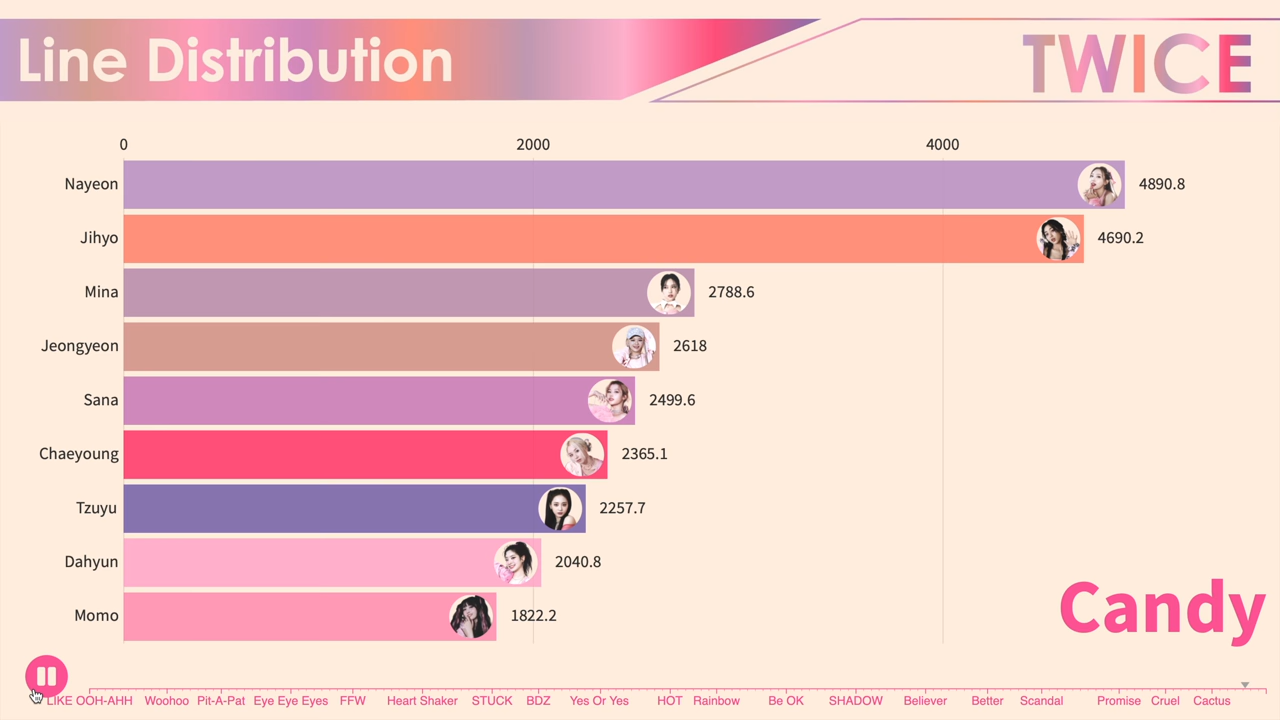 Line Distribution
TWICE
0 2000 4000
Nayeon 4890.8
Jihyo 4690.2
Mina 2788.6
Jeongyeon 2618
Sana 2499.6
Chaeyoung 2365.1
Tzuyu 2257.7
Dahyun 2040.8
Momo 1822.2
Candy
LIKE OOH-AHH Woohoo Pit-A-Pat Eye Eye Eyes FFW Heart Shaker STUCK BDZ Yes Or Yes HOT Rainbow Be OK SHADOW Believer Better Scandal Promise Cruel Cactus